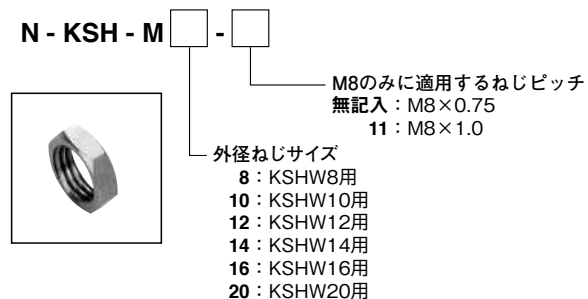 N - KSH - M -
M8のみに適用するねじピッチ
無記入：M8×0.75
11：M8×1.0
外径ねじサイズ
8：KSHW8用
10：KSHW10用
12：KSHW12用
14：KSHW14用
16：KSHW16用
20：KSHW20用